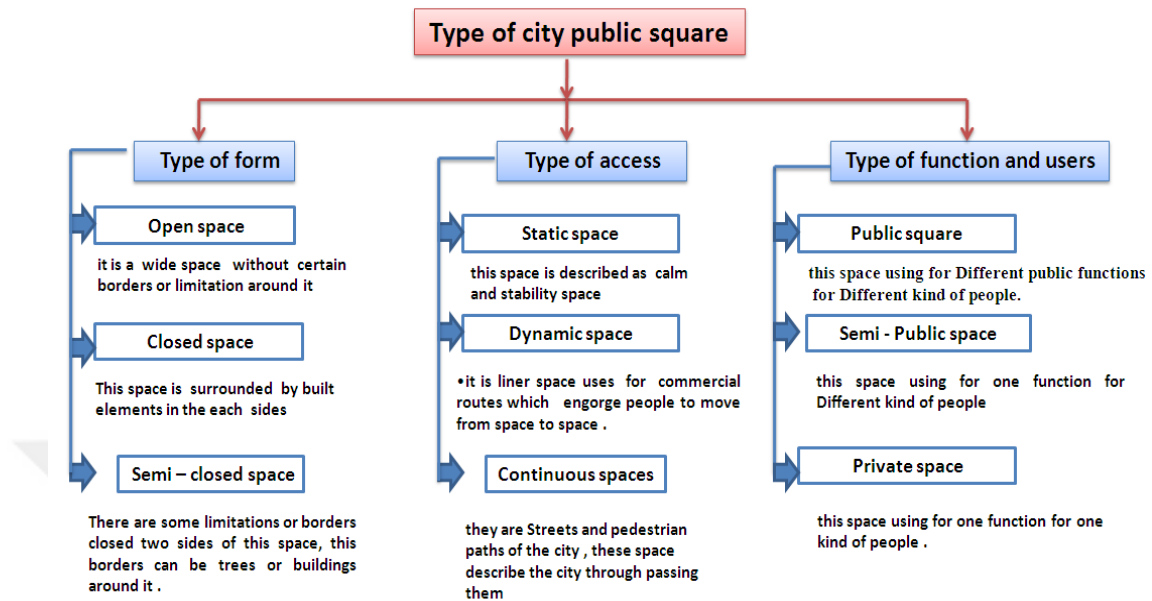 Type of city public square
Type of form
Open space
it is a wide space without certain
borders or limitation around it
Closed space
This space is surrounded by built
elements in the each sides
Semi – closed space
There are some limitations or borders
closed two sides of this space, this
borders can be trees or buildings
around it .
Type of access
Static space
this space is described as calm
and stability space
Dynamic space
•it is liner space uses for commercial
routes which engorge people to move
from space to space .
Continuous spaces
they are Streets and pedestrian
paths of the city , these space
describe the city through passing
them
Type of function and users
Public square
this space using for Different public functions
for Different kind of people.
Semi - Public space
this space using for one function for
Different kind of people
Private space
this space using for one function for one
kind of people .